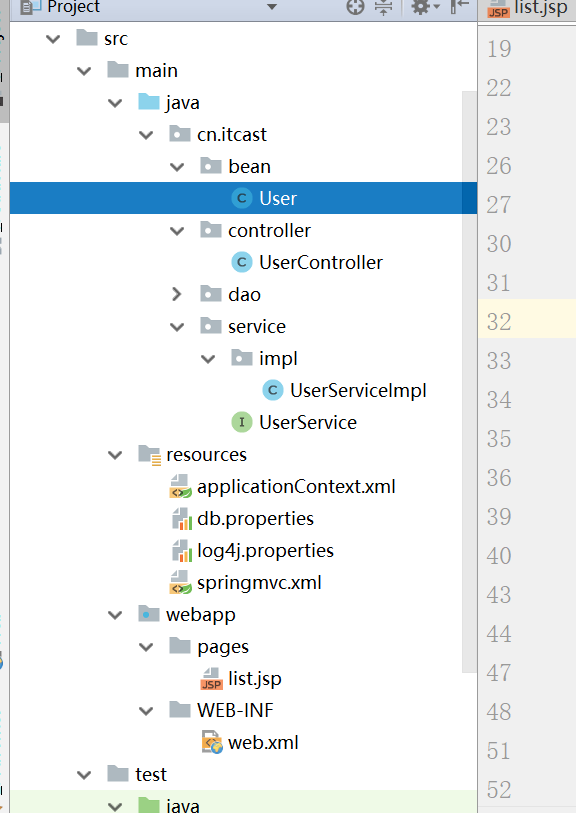 Project
list.jsp
src
main
java
cn.itcast
bean
C User
controller
C UserController
dao
service
impl
C UserServiceImpl
I UserService
resources
applicationContext.xml
db.properties
log4j.properties
springmvc.xml
webapp
pages
JSP list.jsp
WEB-INF
web.xml
test
java
JSP
19
22
23
26
27
30
31
32
33
34
35
36
39
40
43
44
47
48
51
52